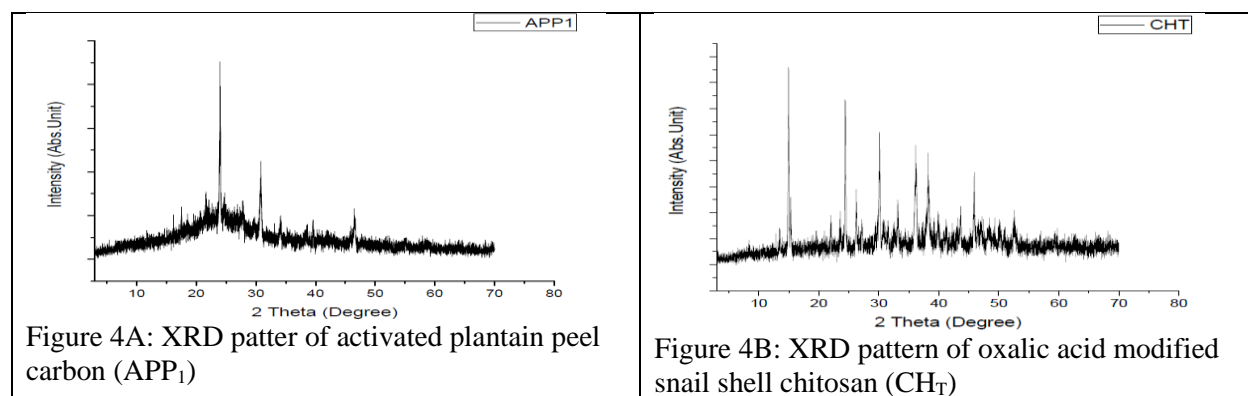 APP1
Intensity (Abs.Unit)
10 20 30 40 50 60 70 80
2 Theta (Degree)
Figure 4A: XRD patter of activated plantain peel
carbon (APP₁)
CHT
Intensity (Abs.Unit)
10 20 30 40 50 60 70 80
2 Theta (Degree)
Figure 4B: XRD pattern of oxalic acid modified
snail shell chitosan (CH_T)